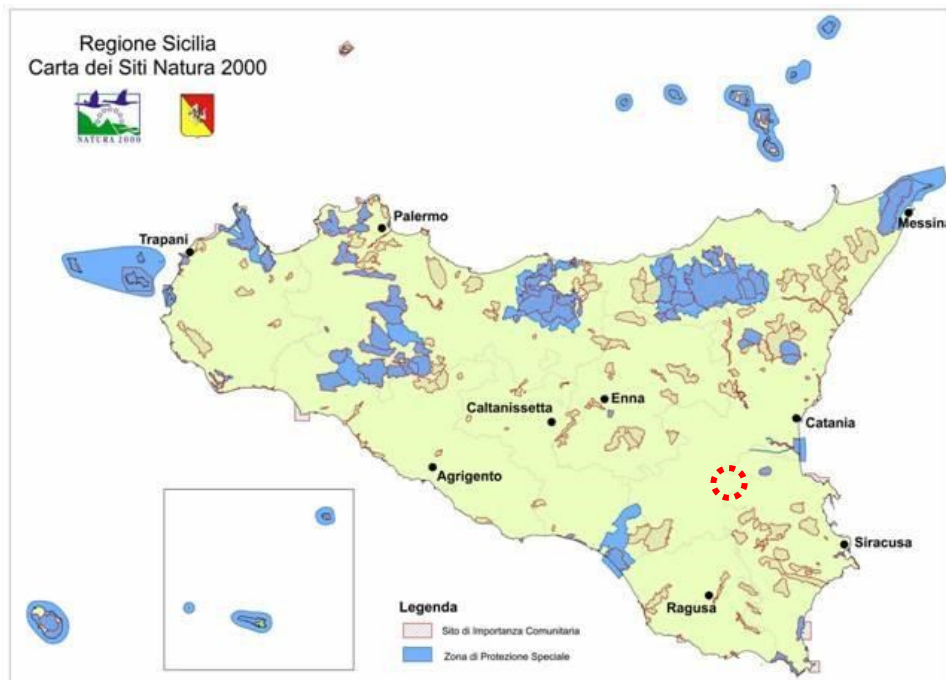 Regione Sicilia
Carta dei Siti Natura 2000
NATURA 2000
Palermo
Trapani
Messina
Enna
Caltanissetta
Catania
Agrigento
Siracusa
Ragusa
Legenda
Sito di Importanza Comunitaria
Zona di Protezione Speciale